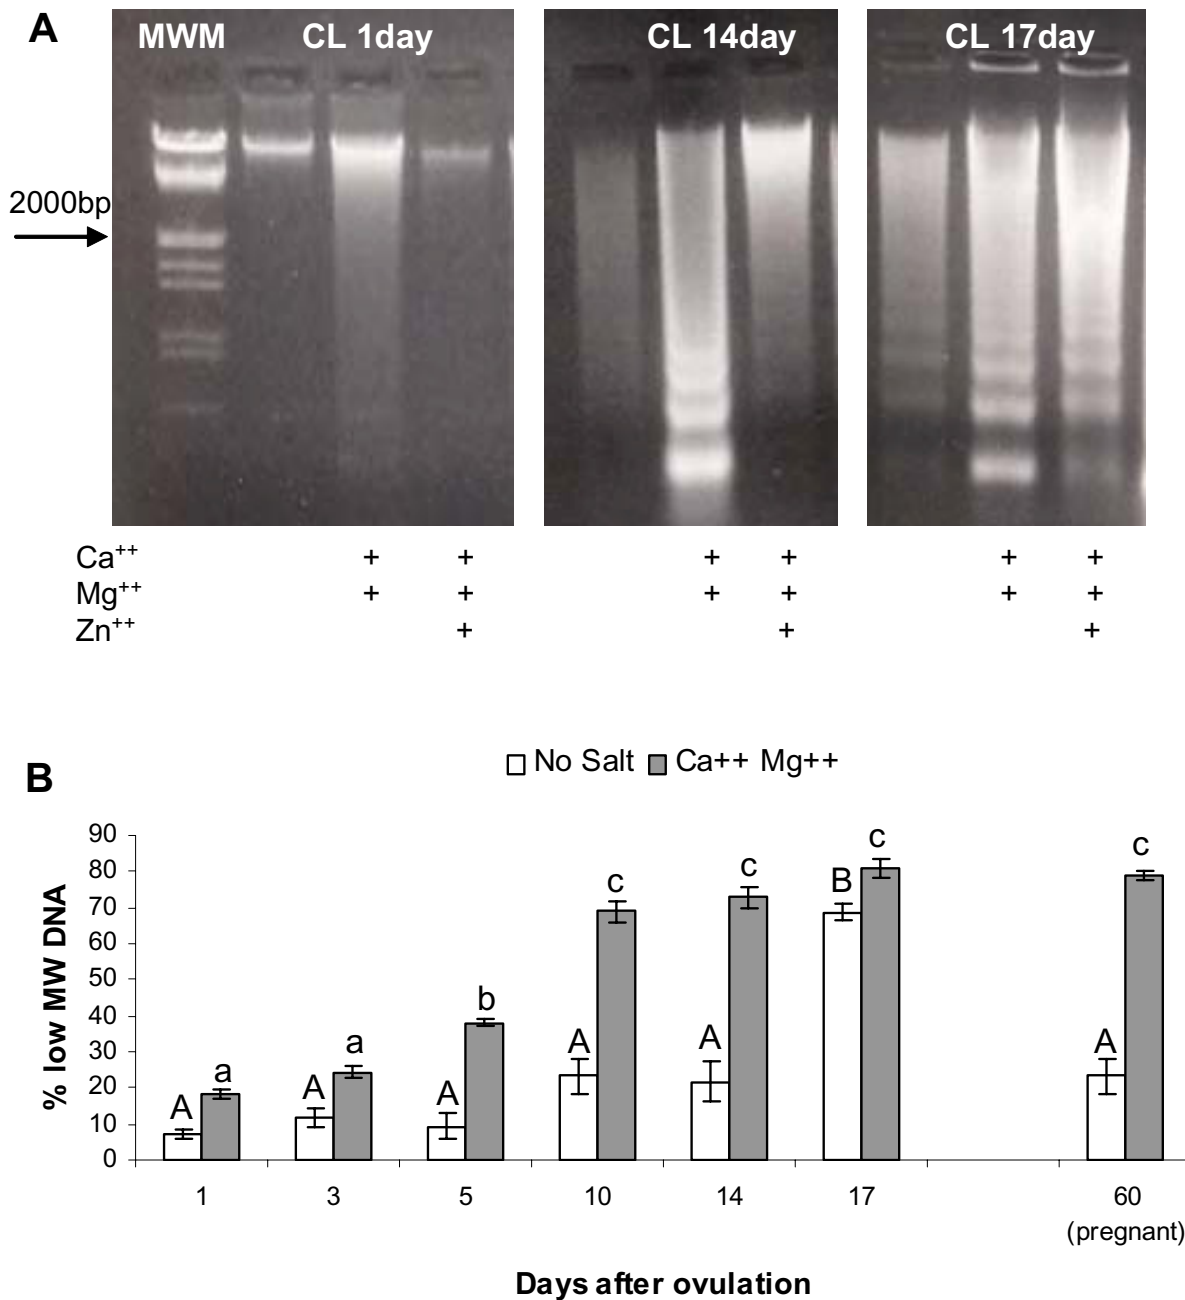 A
MWM CL 1day CL 14day CL 17day
2000bp
Ca++ + + + + + +
Mg++ + + + + + +
Zn++ + + +
B
No Salt Ca++ Mg++
% low MW DNA
90
80
70
60
50
40
30
20
10
0
A a A a A b A c A c B c A c
1 3 5 10 14 17 60
(pregnant)
Days after ovulation